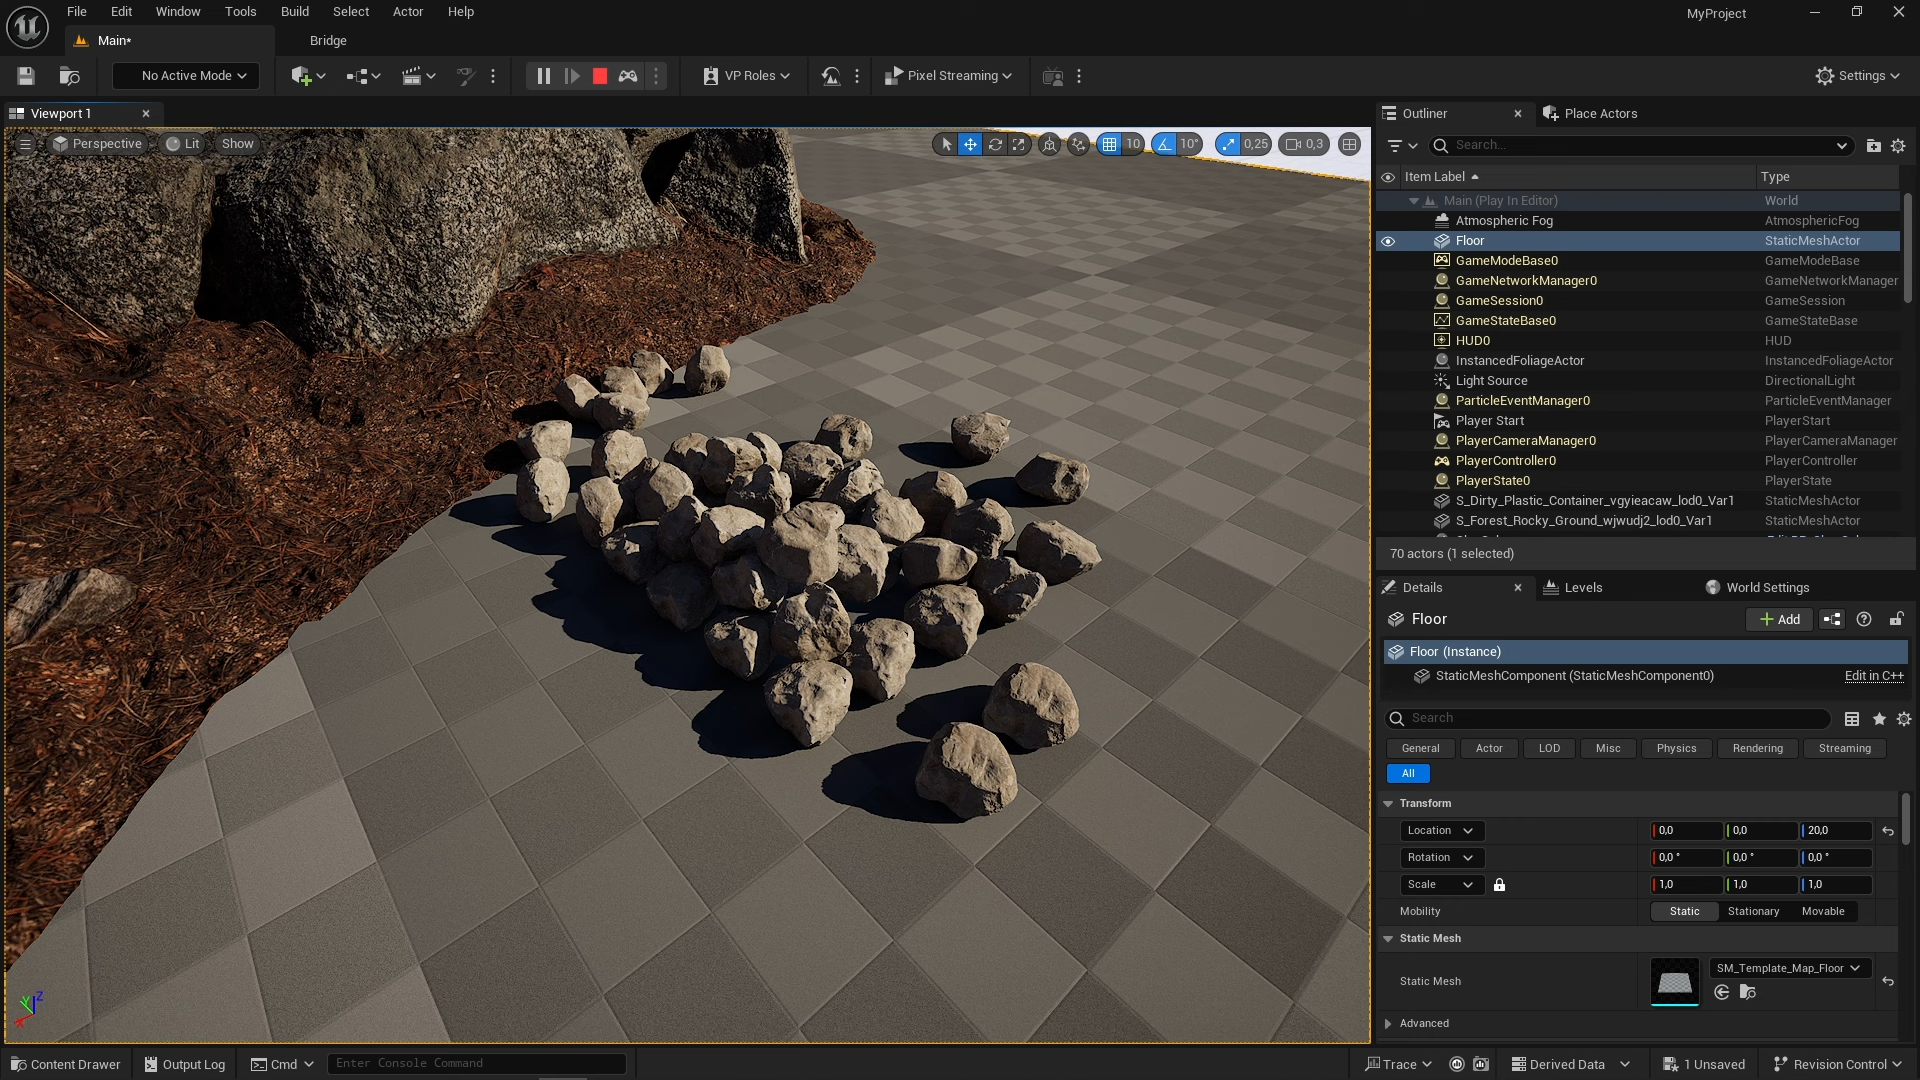 File Edit Window Tools Build Select Actor Help
MyProject
Main*
Bridge
No Active Mode
VP Roles
Pixel Streaming
Settings
Viewport 1
Perspective
Lit
Show
10
10°
0,25
0,3
Outliner
Place Actors
Search...
Item Label
Type
Main (Play In Editor) World
Atmospheric Fog AtmosphericFog
Floor StaticMeshActor
GameModeBase0 GameModeBase
GameNetworkManager0 GameNetworkManager
GameSession0 GameSession
GameStateBase0 GameStateBase
HUD0 HUD
InstancedFoliageActor InstancedFoliageActor
Light Source DirectionalLight
ParticleEventManager0 ParticleEventManager
Player Start PlayerStart
PlayerCameraManager0 PlayerCameraManager
PlayerController0 PlayerController
PlayerState0 PlayerState
S_Dirty_Plastic_Container_vgyieacaw_lod0_Var1 StaticMeshActor
S_Forest_Rocky_Ground_wjwudj2_lod0_Var1 StaticMeshActor
70 actors (1 selected)
Details
Levels
World Settings
Floor
Add
Floor (Instance)
StaticMeshComponent (StaticMeshComponent0) Edit in C++
Search
General Actor LOD Misc Physics Rendering Streaming
All
Transform
Location 0,0 0,0 20,0
Rotation 0,0 ° 0,0 ° 0,0 °
Scale 1,0 1,0 1,0
Mobility Static Stationary Movable
Static Mesh
Static Mesh SM_Template_Map_Floor
Advanced
Z
Y
X
Content Drawer
Output Log
Cmd
Enter Console Command
Trace
Derived Data
1 Unsaved
Revision Control